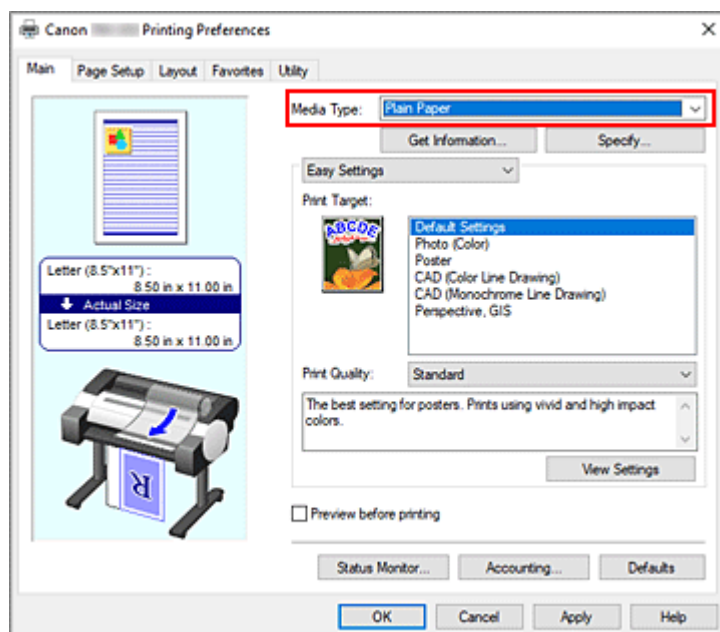 Canon Printing Preferences
Main Page Setup Layout Favorites Utility
Media Type: Plain Paper
Get Information... Specify...
Easy Settings
Print Target:
ABCDE
Default Settings
Photo (Color)
Poster
CAD (Color Line Drawing)
CAD (Monochrome Line Drawing)
Perspective, GIS
Letter (8.5"x11") :
8.50 in x 11.00 in
Actual Size
Letter (8.5"x11") :
8.50 in x 11.00 in
R
Print Quality: Standard
The best setting for posters. Prints using vivid and high impact
colors.
View Settings
Preview before printing
Status Monitor... Accounting... Defaults
OK Cancel Apply Help